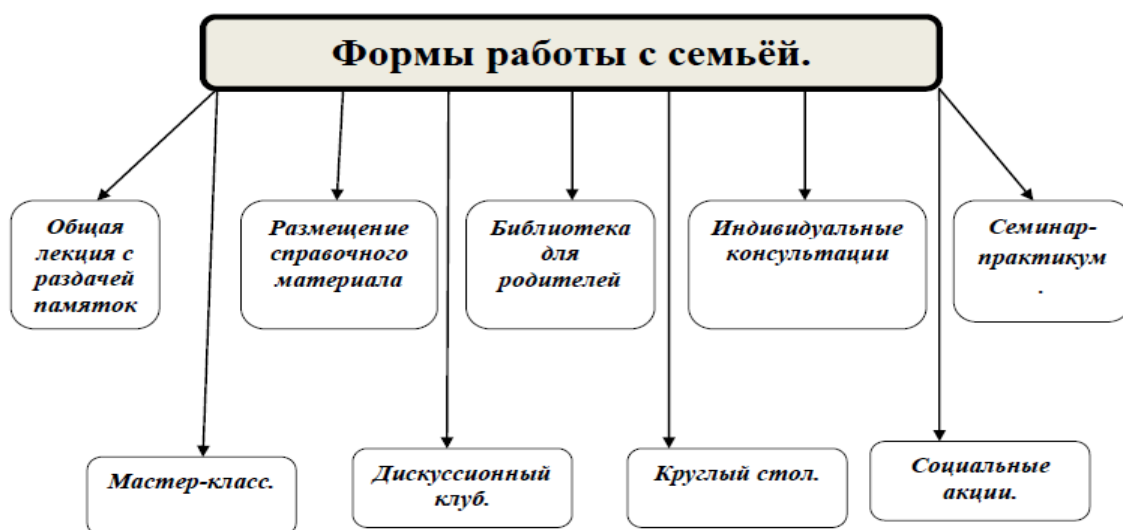 Формы работы с семьёй.
Общая
лекция с
раздачей
памяток
Размещение
справочного
материала
Библиотека
для
родителей
Индивидуальные
консультации
Семинар-
практикум
.
Мастер-класс.
Дискуссионный
клуб.
Круглый стол.
Социальные
акции.